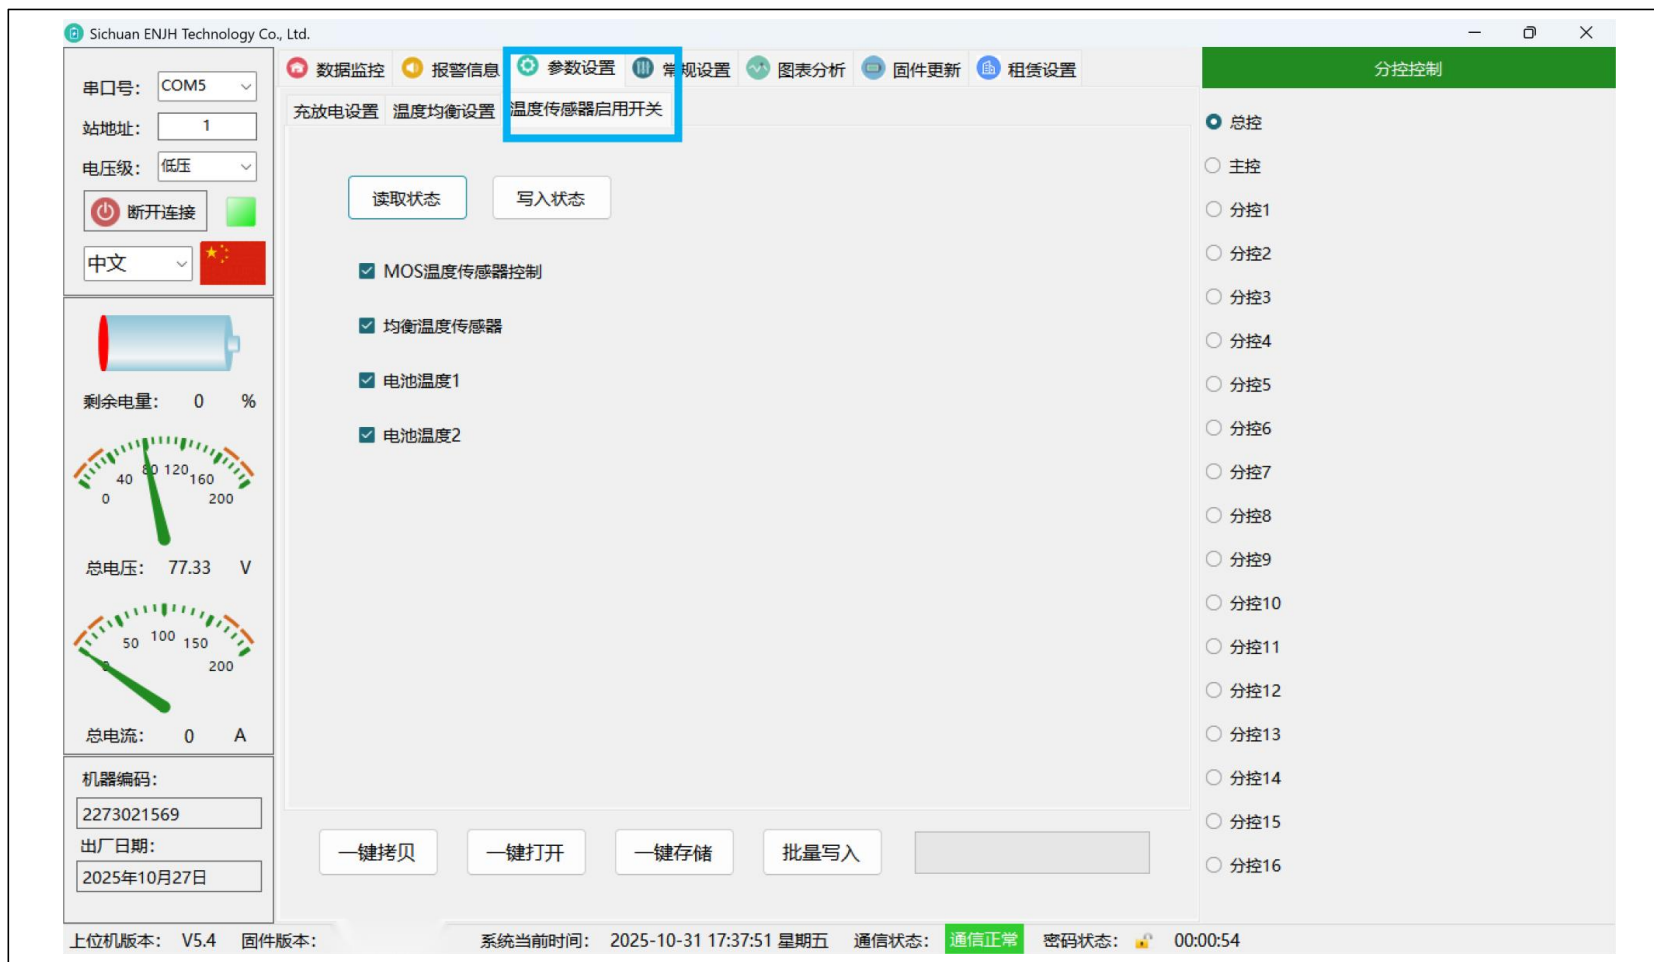 Sichuan ENJH Technology Co., Ltd.
串口号： COM5
站地址： 1
电压级： 低压
断开连接
中文
剩余电量： 0 %
0 40 80 120 160 200
总电压： 77.33 V
0 50 100 150 200
总电流： 0 A
机器编码：
2273021569
出厂日期：
2025年10月27日
数据监控 报警信息 参数设置 常规设置 图表分析 固件更新 租赁设置
充放电设置 温度均衡设置 温度传感器启用开关
读取状态 写入状态
MOS温度传感器控制
均衡温度传感器
电池温度1
电池温度2
一键拷贝 一键打开 一键存储 批量写入
分控控制
总控
主控
分控1
分控2
分控3
分控4
分控5
分控6
分控7
分控8
分控9
分控10
分控11
分控12
分控13
分控14
分控15
分控16
上位机版本： V5.4 固件版本： 系统当前时间： 2025-10-31 17:37:51 星期五 通信状态： 通信正常 密码状态： 00:00:54